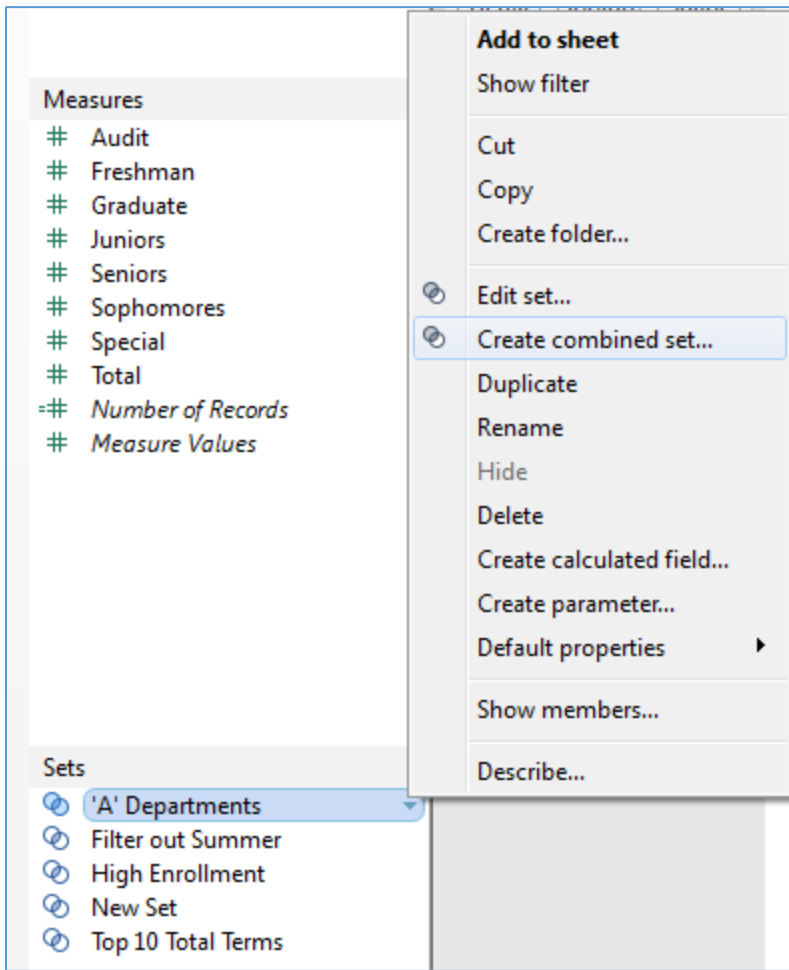 Measures
Audit
Freshman
Graduate
Juniors
Seniors
Sophomores
Special
Total
Number of Records
Measure Values
Sets
'A' Departments
Filter out Summer
High Enrollment
New Set
Top 10 Total Terms
Add to sheet
Show filter
Cut
Copy
Create folder...
Edit set...
Create combined set...
Duplicate
Rename
Hide
Delete
Create calculated field...
Create parameter...
Default properties
Show members...
Describe...